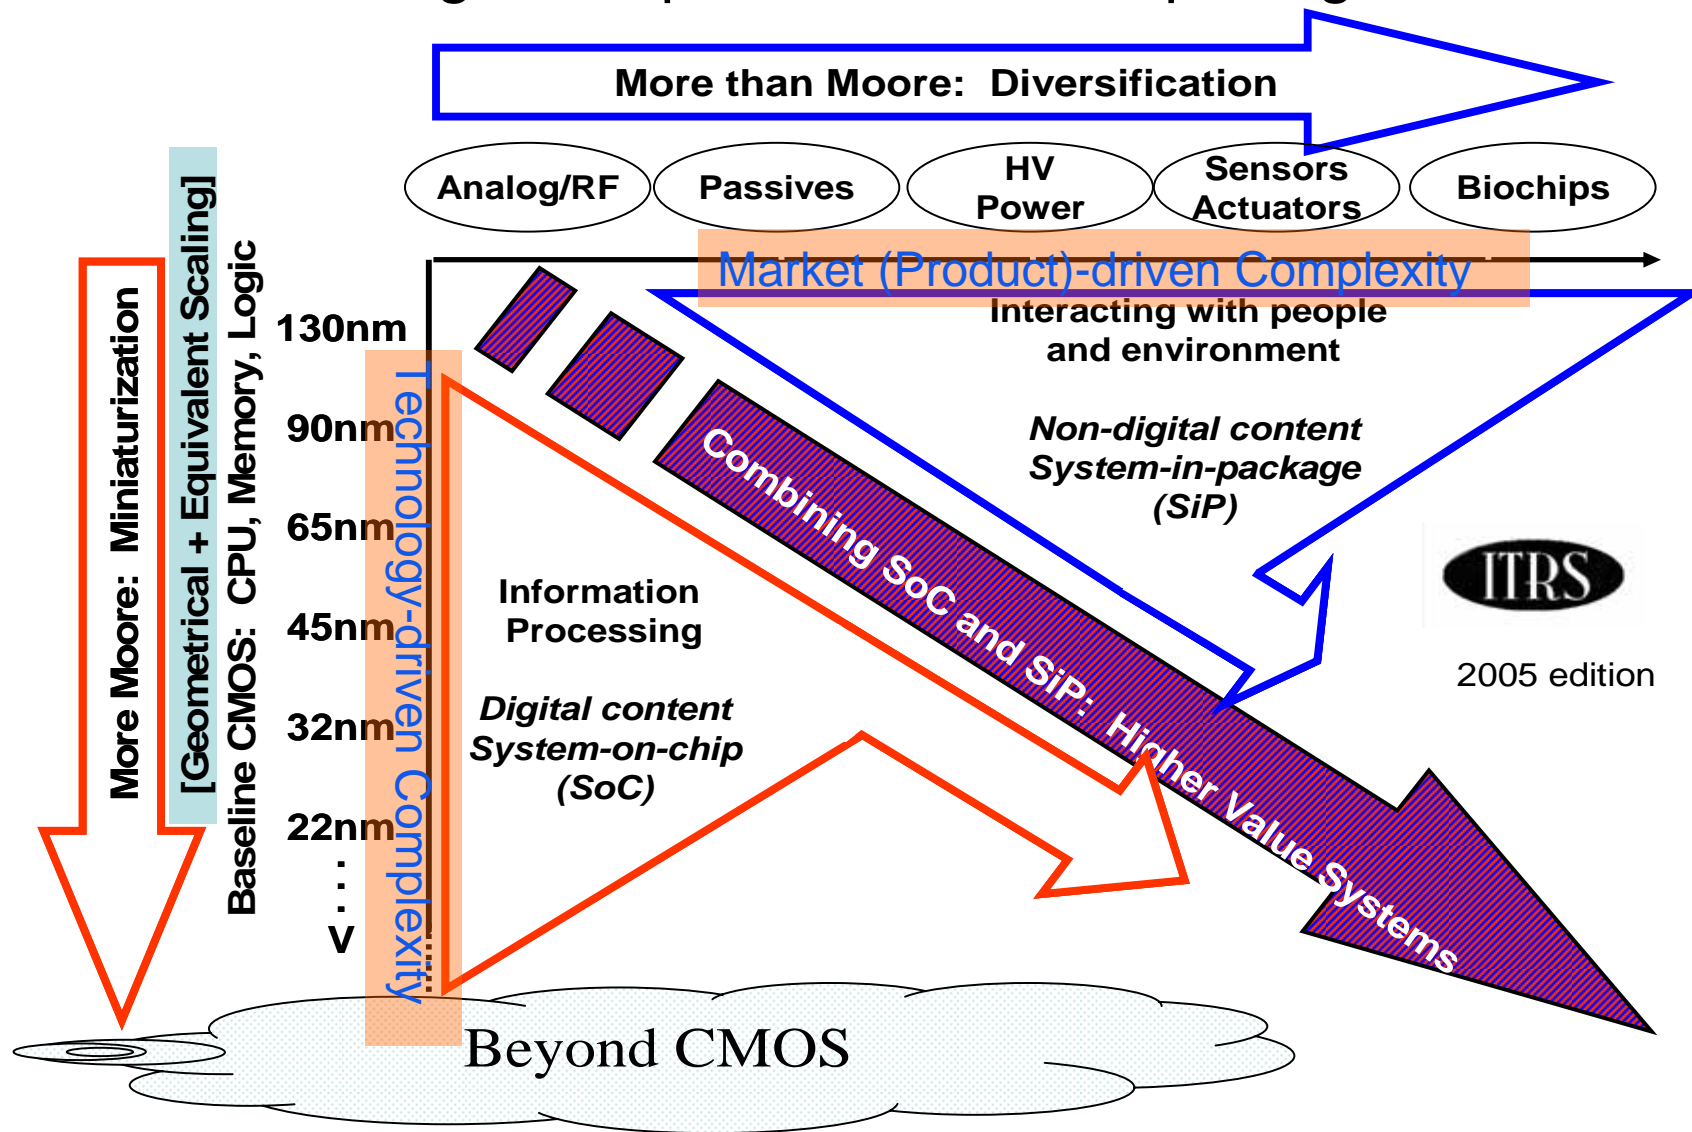 More than Moore: Diversification
Analog/RF
Passives
HV
Power
Sensors
Actuators
Biochips
Market (Product)-driven Complexity
Interacting with people
and environment
Non-digital content
System-in-package
(SiP)
More Moore: Miniaturization
[Geometrical + Equivalent Scaling]
Baseline CMOS: CPU, Memory, Logic
130nm
90nm
65nm
45nm
32nm
22nm
V
Technology-driven Complexity
Information
Processing
Digital content
System-on-chip
(SoC)
Combining SoC and SiP: Higher Value Systems
ITRS
2005 edition
Beyond CMOS